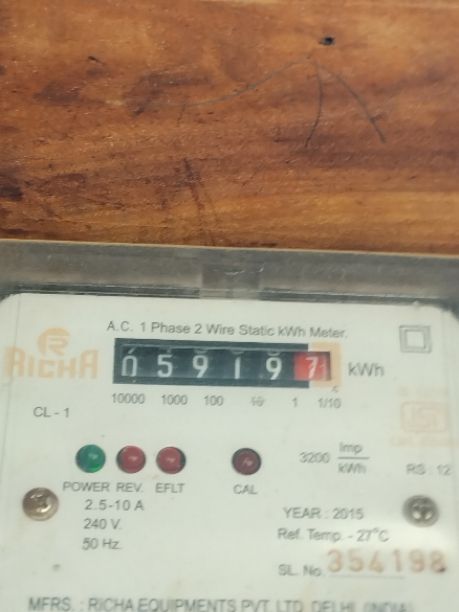 A.C. 1 Phase 2 Wire Static kWh Meter.
R
RICHA
059197 kWh
10000 1000 100 10 1 1/10
CL - 1
ISI
3200 Imp/kWh
RS : 12
POWER REV. EFLT CAL
2.5-10 A
240 V.
50 Hz.
YEAR : 2015
Ref. Temp. - 27°C
SL. No. 354198
MFRS. : RICHA EQUIPMENTS PVT. LTD. DELHI (INDIA)